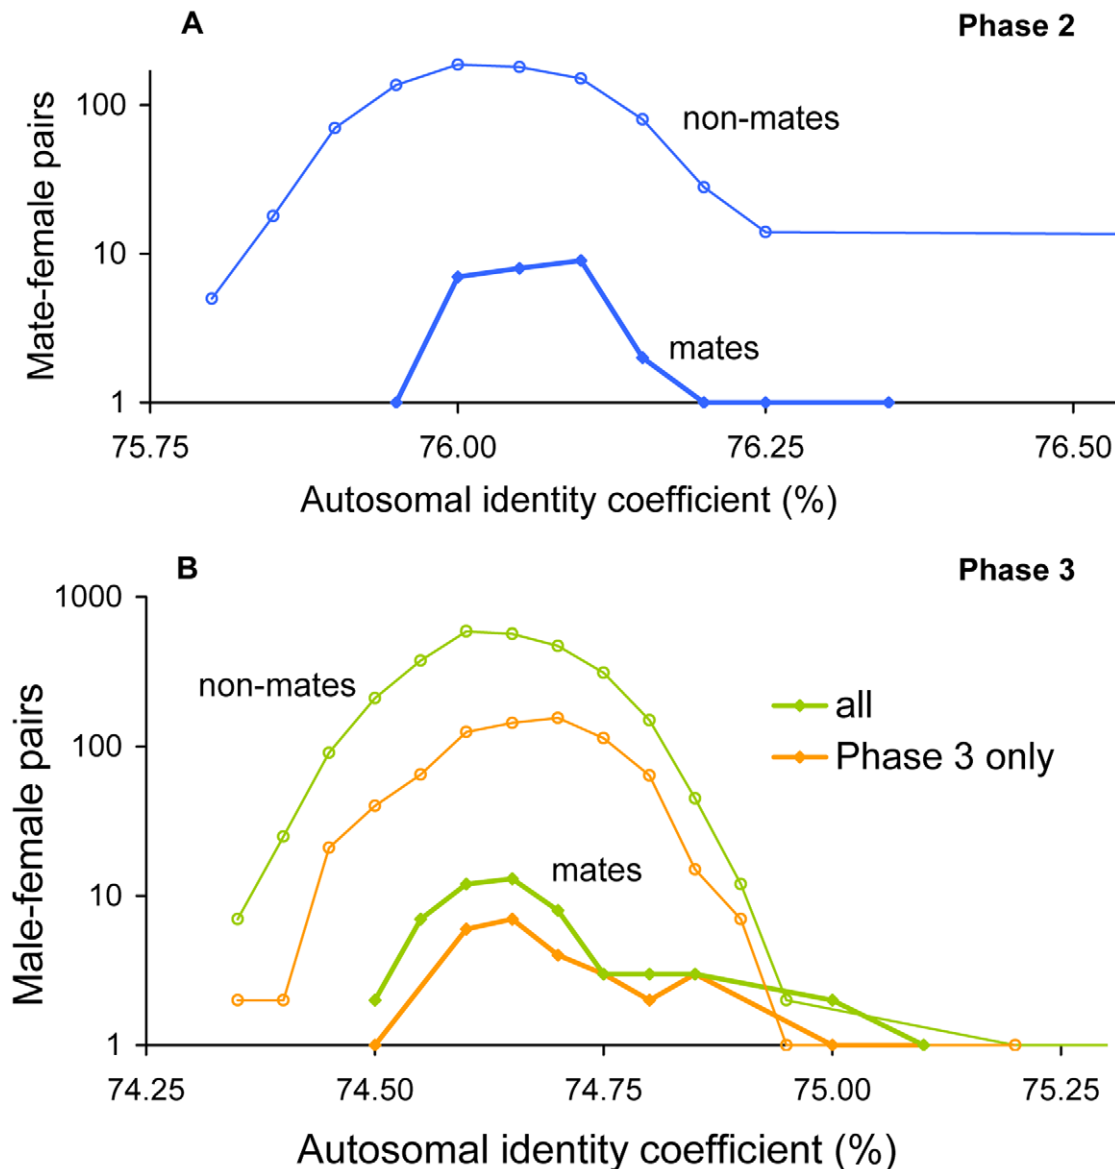 A
Phase 2
Mate-female pairs
100
10
1
non-mates
mates
75.75
76.00
76.25
76.50
Autosomal identity coefficient (%)
B
Phase 3
Male-female pairs
1000
100
10
1
non-mates
all
Phase 3 only
mates
74.25
74.50
74.75
75.00
75.25
Autosomal identity coefficient (%)